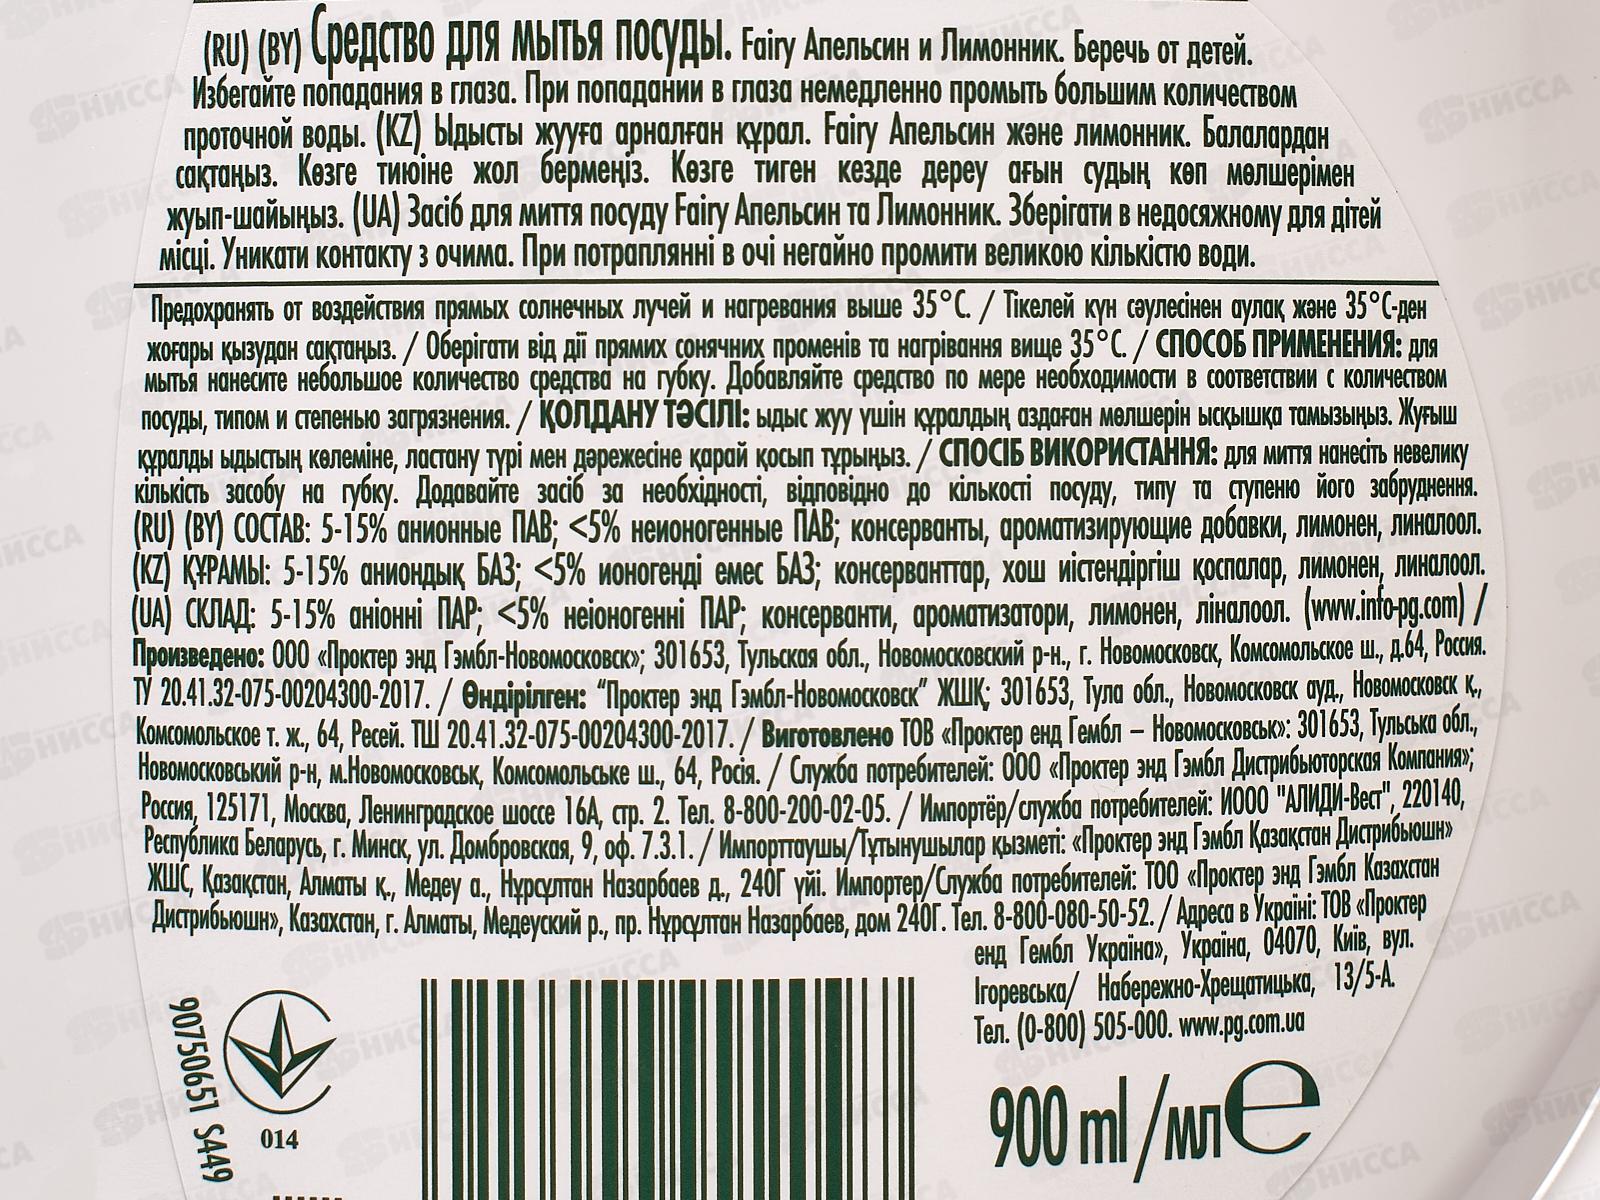 (RU) (BY) Средство для мытья посуды. Fairy Апельсин и Лимонник. Беречь от детей.
Избегайте попадания в глаза. При попадании в глаза немедленно промыть большим количеством
проточной воды. (KZ) Ыдысты жууға арналған құрал. Fairy Апельсин және лимонник. Балалардан
сақтаңыз. Көзге тиюіне жол бермеңіз. Көзге тиген кезде дереу ағын судың көп мөлшерімен
жуып-шайыңыз. (UA) Засіб для миття посуду Fairy Апельсин та Лимонник. Зберігати в недосяжному для дітей
місці. Уникати контакту з очима. При потраплянні в очі негайно промити великою кількістю води.
Предохранять от воздействия прямых солнечных лучей и нагревания выше 35°C. / Тікелей күн сәулесінен аулақ және 35°C-ден
жоғары қызудан сақтаңыз. / Оберігати від дії прямих сонячних променів та нагрівання вище 35°C. / СПОСОБ ПРИМЕНЕНИЯ: для
мытья нанесите небольшое количество средства на губку. Добавляйте средство по мере необходимости в соответствии с количеством
посуды, типом и степенью загрязнения. / ҚОЛДАНУ ТӘСІЛІ: ыдыс жуу үшін құралдың аздаған мөлшерін ысқышқа тамызыңыз. Жуғыш
құралды ыдыстың көлеміне, ластану түрі мен дәрежесіне қарай қосып тұрыңыз. / СПОСІБ ВИКОРИСТАННЯ: для миття нанесіть невелику
кількість засобу на губку. Додавайте засіб за необхідності, відповідно до кількості посуду, типу та ступеню його забруднення.
(RU) (BY) СОСТАВ: 5-15% анионные ПАВ; <5% неионогенные ПАВ; консерванты, ароматизирующие добавки, лимонен, линалоол.
(KZ) ҚҰРАМЫ: 5-15% аниондық БАЗ; <5% ионогенді емес БАЗ; консерванттар, хош иістендіргіш қоспалар, лимонен, линалоол.
(UA) СКЛАД: 5-15% аніонні ПАР; <5% неіоногенні ПАР; консерванти, ароматизатори, лимонен, ліналоол. (www.info-pg.com) /
Произведено: ООО «Проктер энд Гэмбл-Новомосковск»; 301653, Тульская обл., Новомосковский р-н., г. Новомосковск, Комсомольское ш., д.64, Россия.
ТУ 20.41.32-075-00204300-2017. / Өндірілген: “Проктер энд Гэмбл-Новомосковск” ЖШҚ; 301653, Тула обл., Новомосковск ауд., Новомосковск қ.,
Комсомольское т. ж., 64, Ресей. ТШ 20.41.32-075-00204300-2017. / Виготовлено ТОВ «Проктер енд Гембл – Новомосковськ»: 301653, Тульська обл.,
Новомосковський р-н, м.Новомосковськ, Комсомольське ш., 64, Росія. / Служба потребителей: ООО «Проктер энд Гэмбл Дистрибьюторская Компания»;
Россия, 125171, Москва, Ленинградское шоссе 16А, стр. 2. Тел. 8-800-200-02-05. / Импортёр/служба потребителей: ИООО "АЛИДИ-Вест", 220140,
Республика Беларусь, г. Минск, ул. Домбровская, 9, оф. 7.3.1. / Импорттаушы/Тұтынушылар қызметі: «Проктер энд Гэмбл Қазақстан Дистрибьюшн»
ЖШС, Қазақстан, Алматы қ., Медеу а., Нұрсұлтан Назарбаев д., 240Г үйі. Импортер/Служба потребителей: ТОО «Проктер энд Гэмбл Казахстан
Дистрибьюшн», Казахстан, г. Алматы, Медеуский р., пр. Нұрсұлтан Назарбаев, дом 240Г. Тел. 8-800-080-50-52. / Адреса в Україні: ТОВ «Проктер
енд Гембл Україна», Україна, 04070, Київ, вул.
Ігоревська/ Набережно-Хрещатицька, 13/5-А.
Тел. (0-800) 505-000. www.pg.com.ua
90750651 S449
014
900 ml/мл e
НИССА